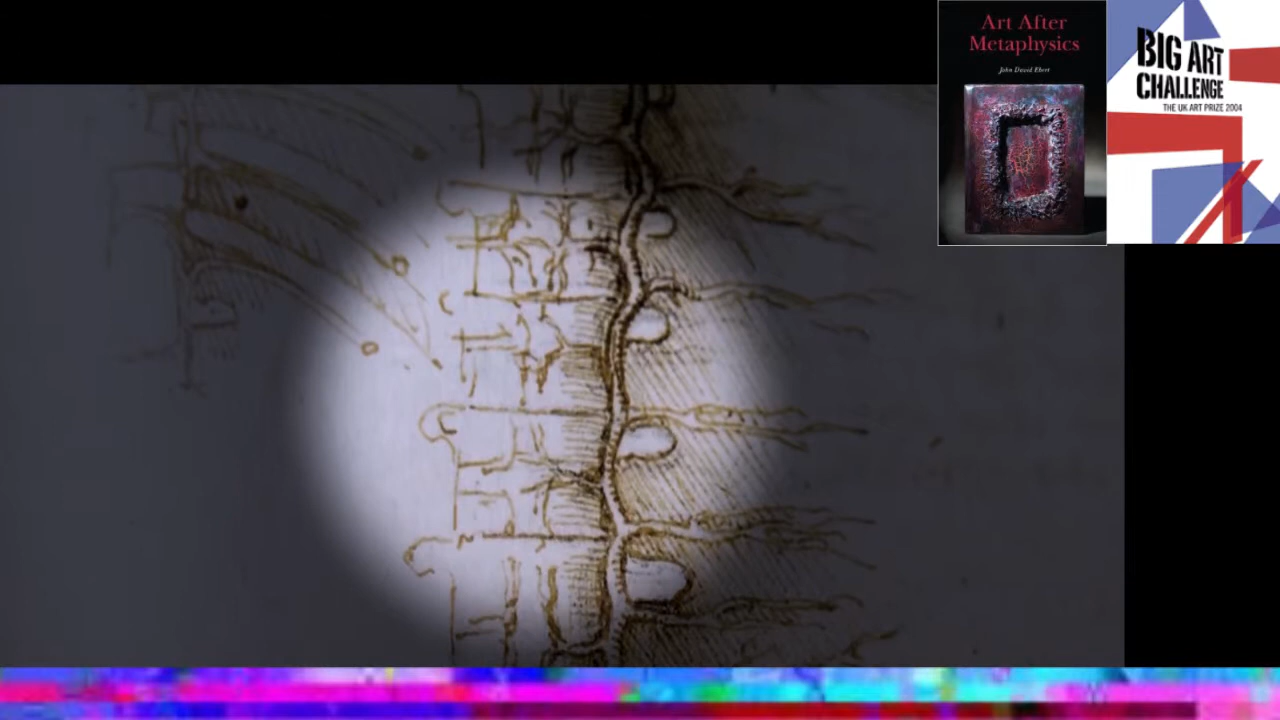 Art After
Metaphysics
John David Ebert
BIG ART
CHALLENGE
THE UK ART PRIZE 2004